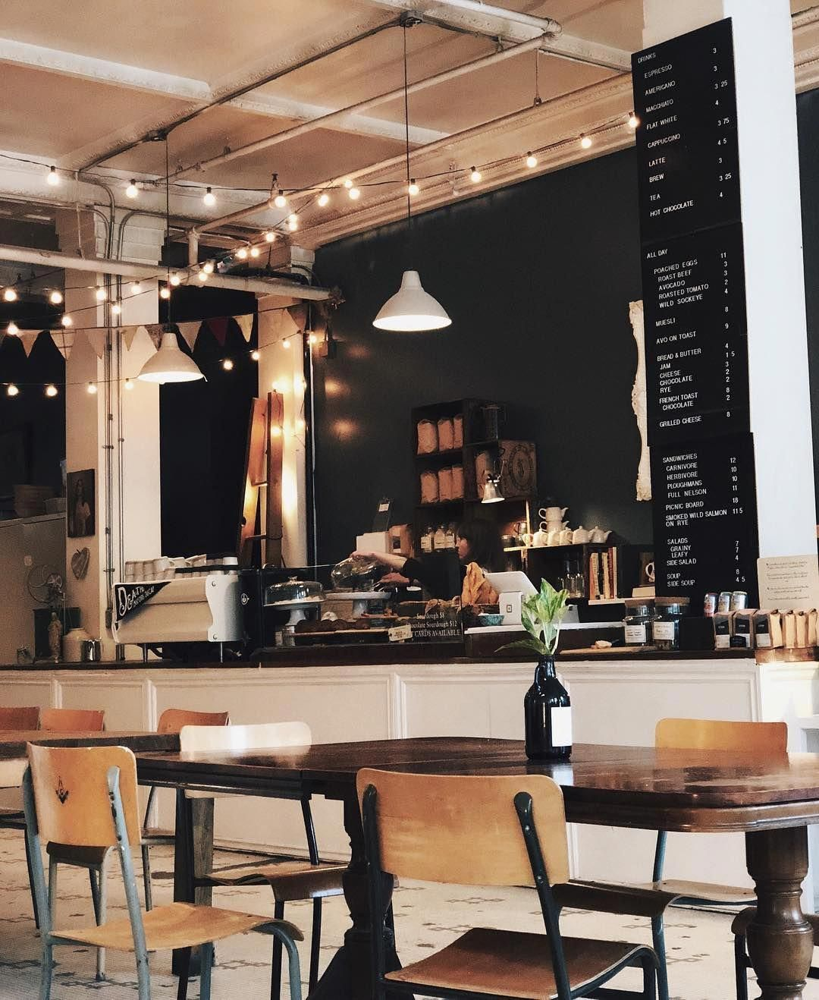 DRINKS
ESPRESSO 3
AMERICANO 3
MACCHIATO 3 25
FLAT WHITE 4
CAPPUCCINO 3 75
LATTE 4 5
BREW 3
TEA 3 25
HOT CHOCOLATE 4
ALL DAY
POACHED EGGS 11
ROAST BEEF 3
AVOCADO 3
ROASTED TOMATO 2
WILD SOCKEYE 4
MUESLI 8
AVO ON TOAST 9
BREAD & BUTTER 4
JAM 1 5
CHEESE 3
CHOCOLATE 2
RYE 2
FRENCH TOAST 8
CHOCOLATE 2
GRILLED CHEESE 8
SANDWICHES
CARNIVORE 12
HERBIVORE 10
PLOUGHMANS 10
FULL NELSON 11
PICNIC BOARD 18
SMOKED WILD SALMON 11 5
ON RYE
SALADS
GRAINY 7
LEAFY 7
SIDE SALAD 4
SOUP 8
SIDE SOUP 4 5
DEATH
Sourdough $8
Chocolate Sourdough $12
CARDS AVAILABLE